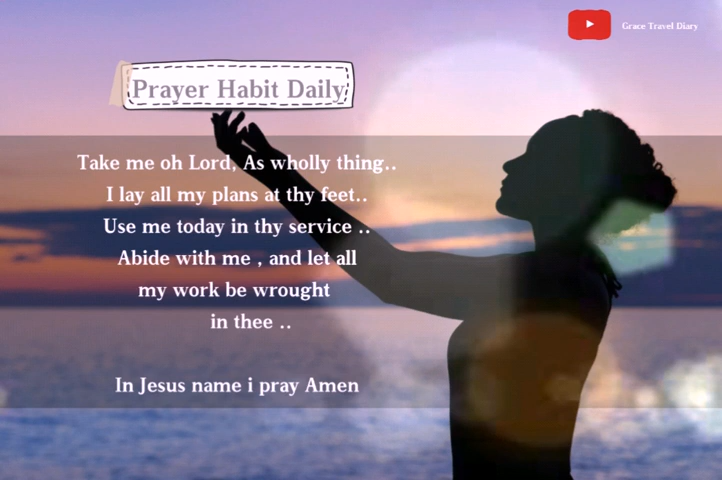 Grace Travel Diary
Prayer Habit Daily
Take me oh Lord, As wholly thing..
I lay all my plans at thy feet..
Use me today in thy service ..
Abide with me , and let all
my work be wrought
in thee ..
In Jesus name i pray Amen